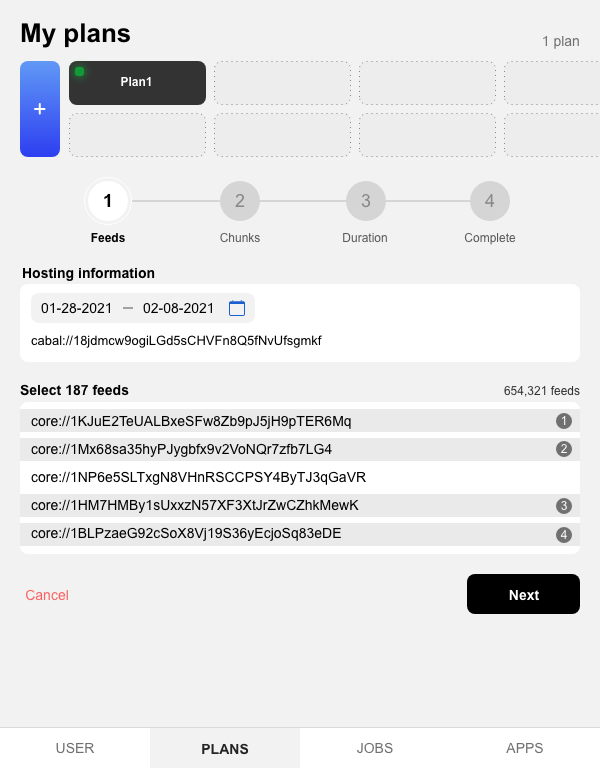 My plans
1 plan
+
Plan1
1
2
3
4
Feeds
Chunks
Duration
Complete
Hosting information
01-28-2021 — 02-08-2021
cabal://18jdmcw9ogiLGd5sCHVFn8Q5fNvUfsgmkf
Select 187 feeds
654,321 feeds
core://1KJuE2TeUALBxeSFw8Zb9pJ5jH9pTER6Mq 1
core://1Mx68sa35hyPJygbfx9v2VoNQr7zfb7LG4 2
core://1NP6e5SLTxgN8VHnRSCCPSY4ByTJ3qGaVR
core://1HM7HMBy1sUxxzN57XF3XtJrZwCZhkMewK 3
core://1BLPzaeG92cSoX8Vj19S36yEcjoSq83eDE 4
Cancel
Next
USER
PLANS
JOBS
APPS